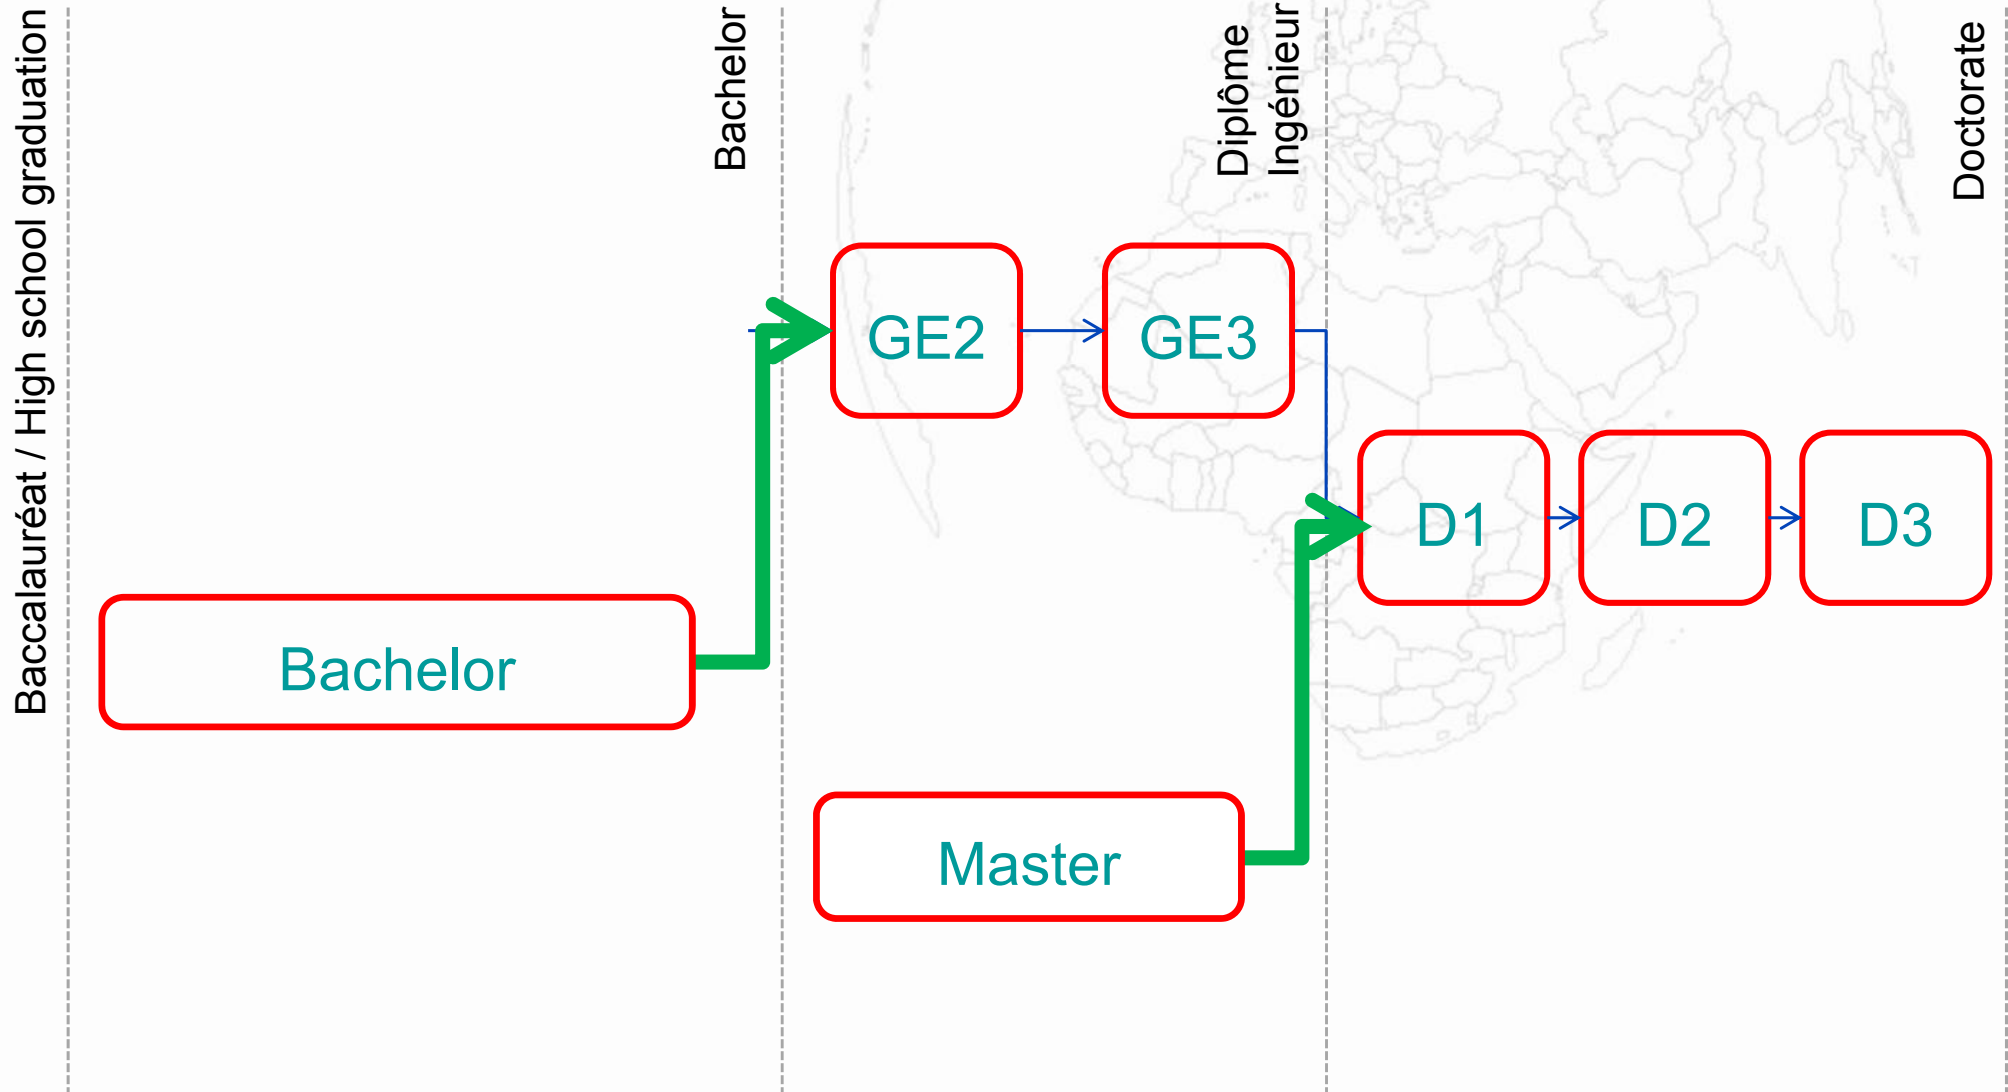 Baccalauréat / High school graduation
Bachelor
Diplôme
Ingénieur
Doctorate
GE2
GE3
D1
D2
D3
Bachelor
Master